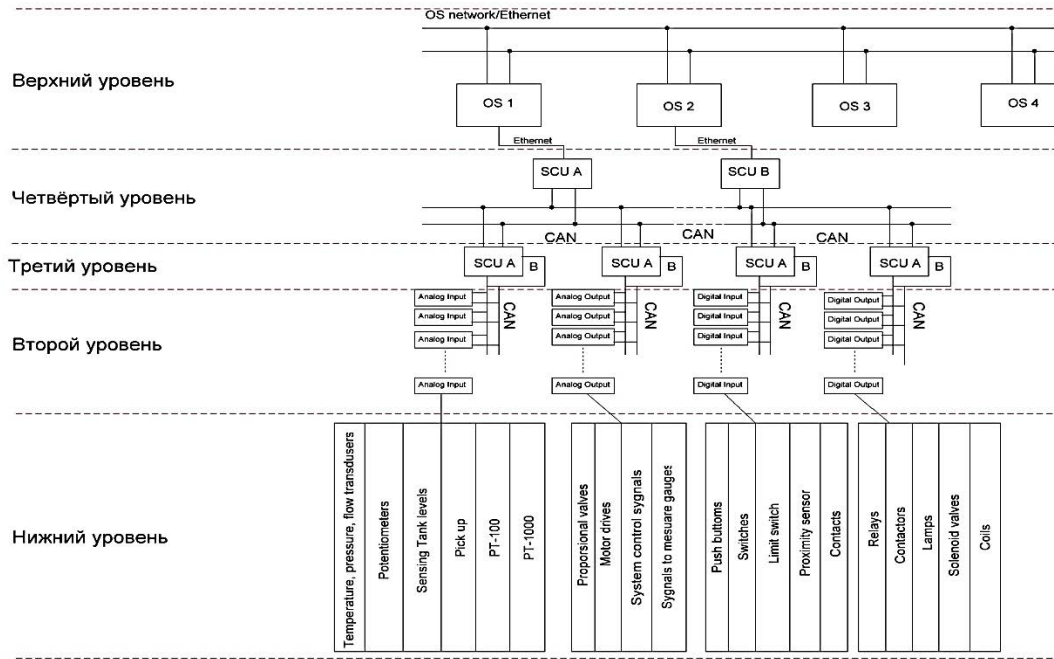 OS network/Ethernet
Верхний уровень
OS 1
OS 2
OS 3
OS 4
Ethernet
Ethernet
Четвёртый уровень
SCU A
SCU B
CAN
CAN
CAN
Третий уровень
SCU A
B
SCU A
B
SCU A
B
SCU A
B
Второй уровень
Analog Input
Analog Input
Analog Input
Analog Input
CAN
Analog Output
Analog Output
Analog Output
Analog Output
CAN
Digital Input
Digital Input
Digital Input
Digital Input
CAN
Digital Output
Digital Output
Digital Output
Digital Output
CAN
Нижний уровень
Temperature, pressure, flow transdusers
Potentiometers
Sensing Tank levels
Pick up
PT-100
PT-1000
Proporsional valves
Motor drives
System control sygnals
Sygnals to mesuare gauges
Push buttoms
Switches
Limit switch
Proximity sensor
Contacts
Relays
Contactors
Lamps
Solenoid valves
Coils